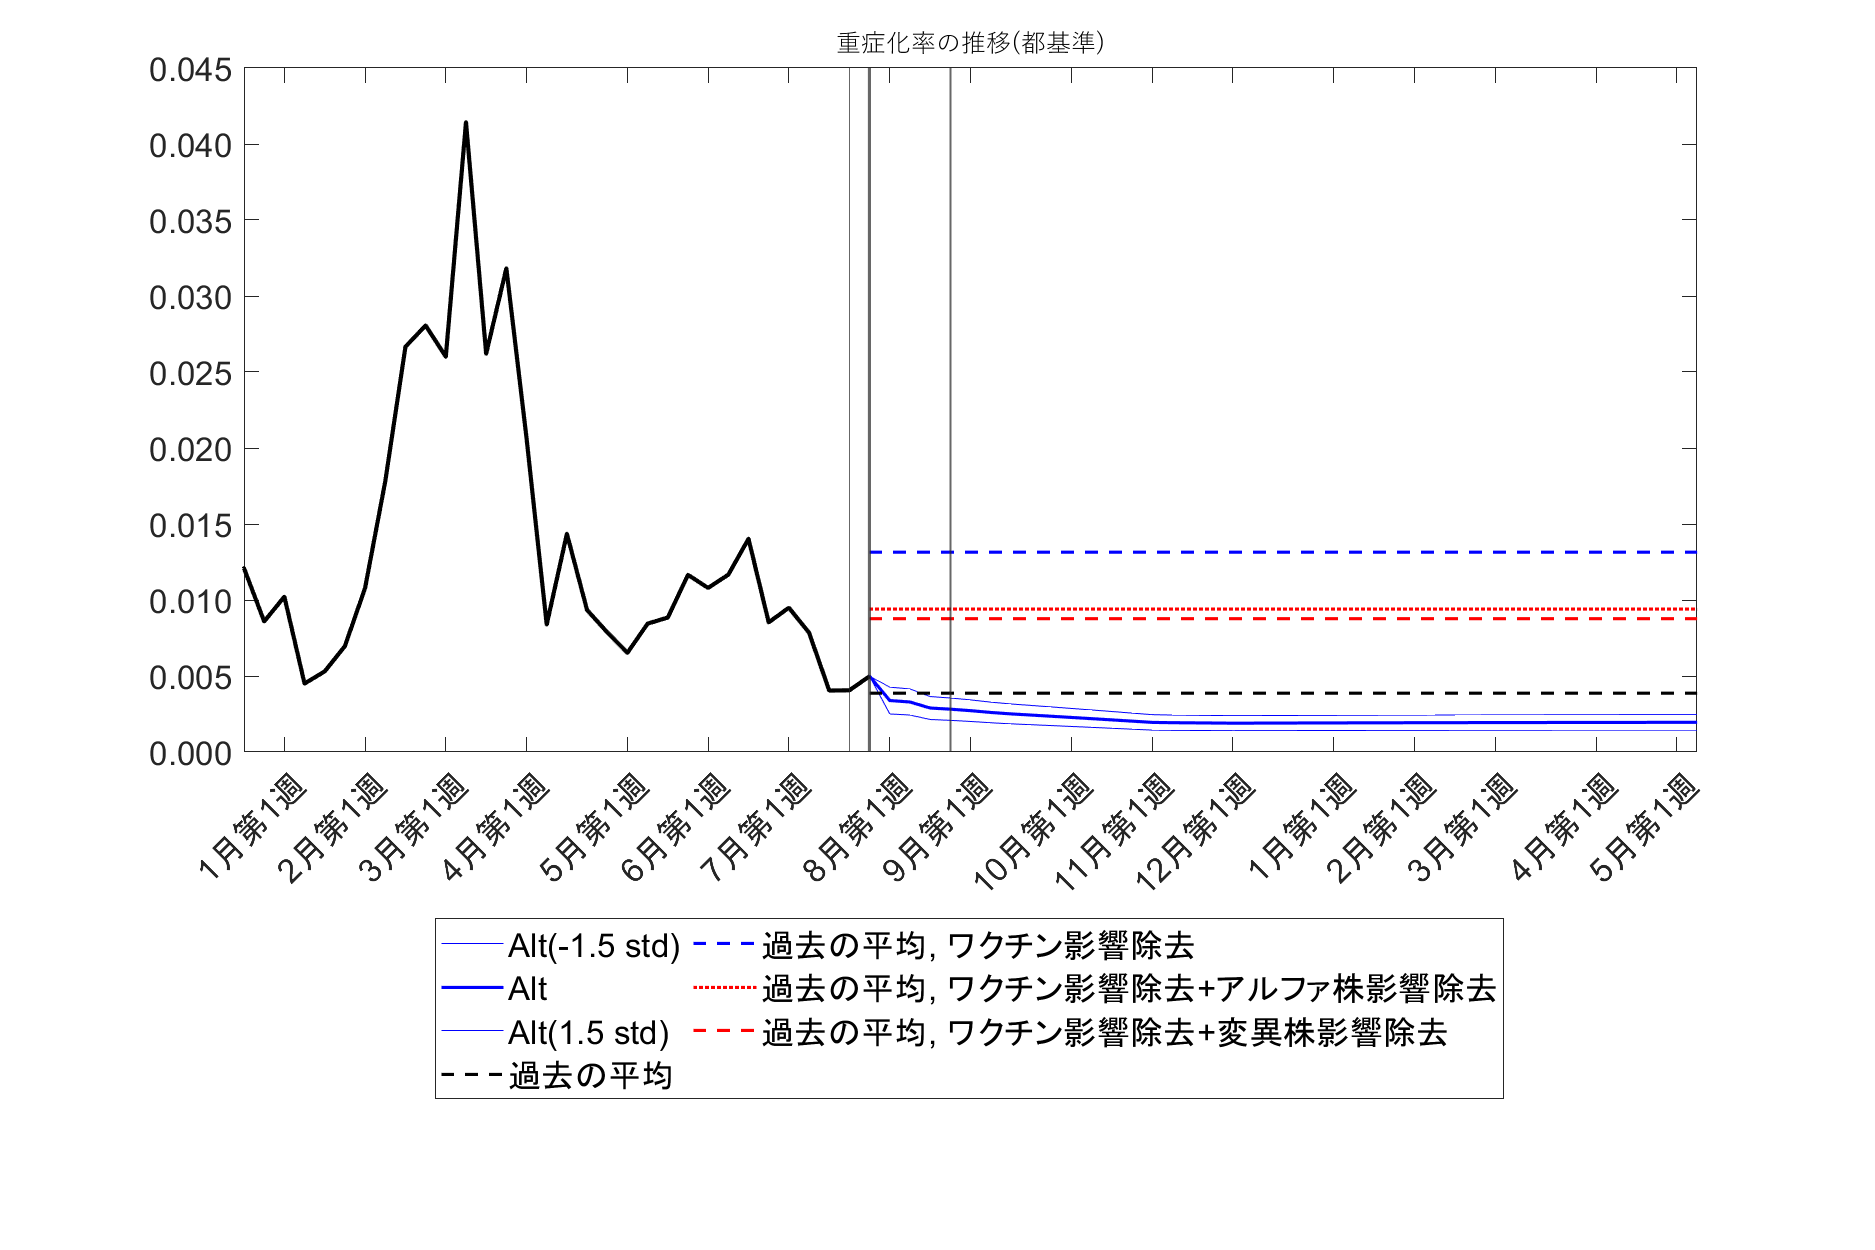 重症化率の推移(都基準)
0.045
0.040
0.035
0.030
0.025
0.020
0.015
0.010
0.005
0.000
1月第1週
2月第1週
3月第1週
4月第1週
5月第1週
6月第1週
7月第1週
8月第1週
9月第1週
10月第1週
11月第1週
12月第1週
1月第1週
2月第1週
3月第1週
4月第1週
5月第1週
Alt(-1.5 std)
Alt
Alt(1.5 std)
過去の平均
過去の平均, ワクチン影響除去
過去の平均, ワクチン影響除去+アルファ株影響除去
過去の平均, ワクチン影響除去+変異株影響除去